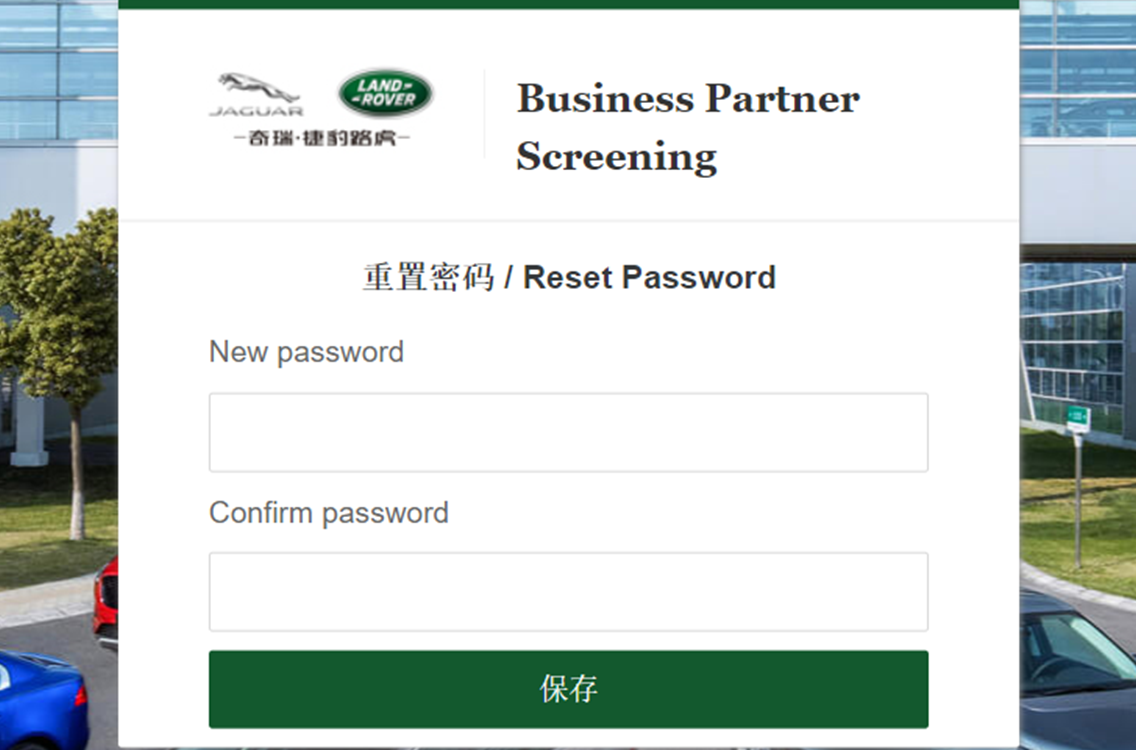 JAGUAR
LAND-
-ROVER
奇瑞·捷豹路虎
Business Partner
Screening
重置密码 / Reset Password
New password
Confirm password
保存